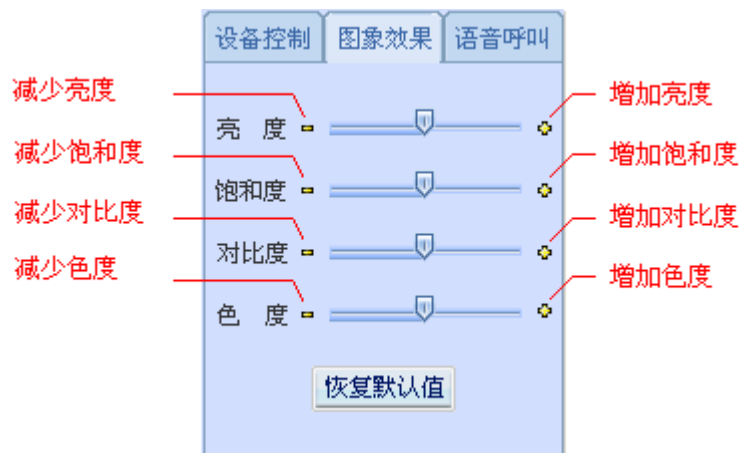 设备控制 图象效果 语音呼叫
减少亮度 增加亮度
亮 度
减少饱和度 增加饱和度
饱和度
减少对比度 增加对比度
对比度
减少色度 增加色度
色 度
恢复默认值